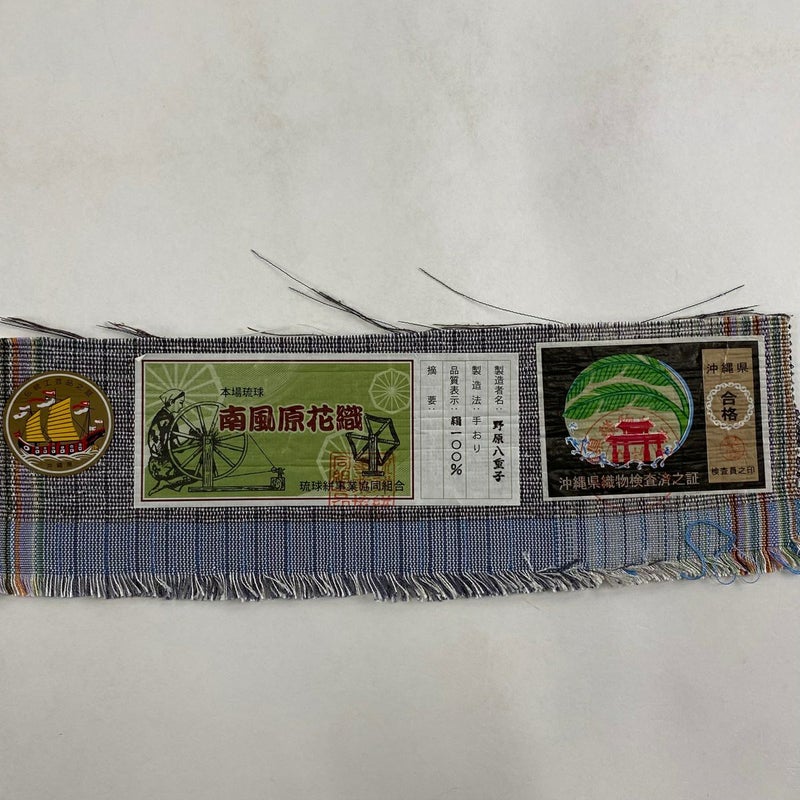 本場琉球
南風原花織
琉球絣事業協同組合
製造者名：野原八重子
製造法：手おり
品質表示：絹一〇〇%
摘要：
沖縄県
合格
検査員之印
沖縄県織物検査済之証